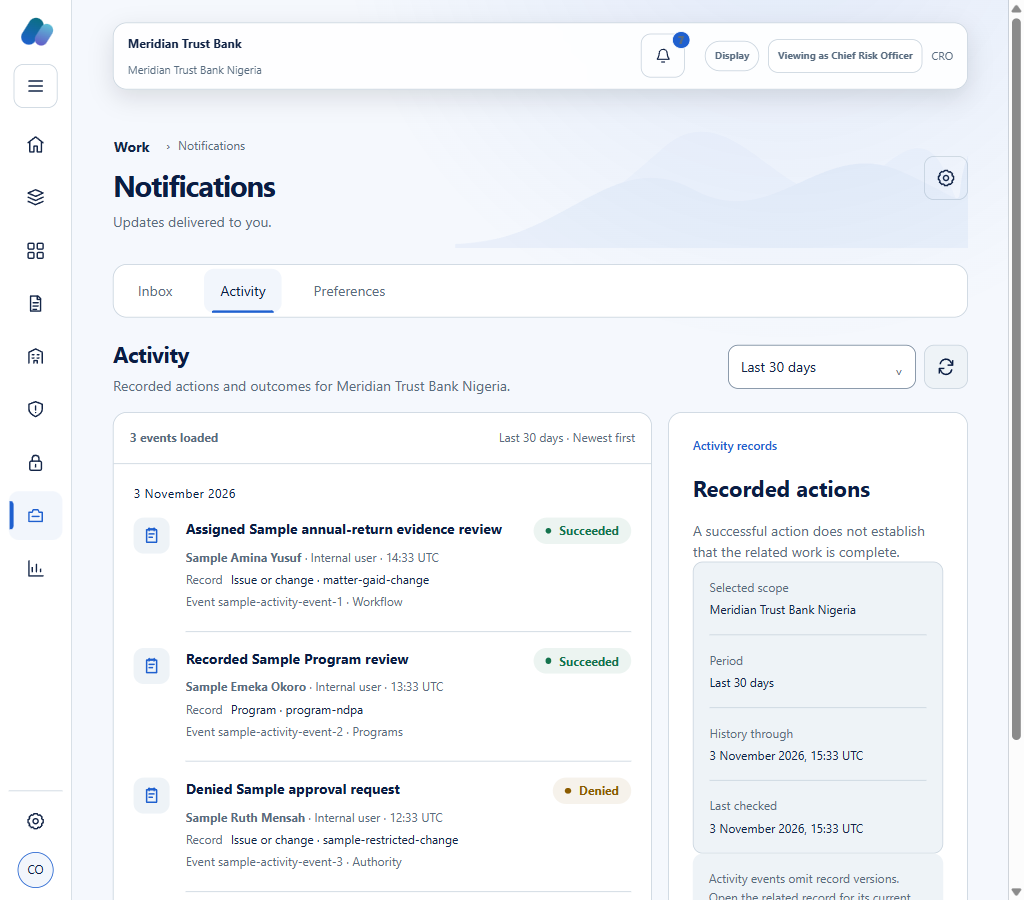 Meridian Trust Bank
Meridian Trust Bank Nigeria
Display
Viewing as Chief Risk Officer
CRO
Work › Notifications
Notifications
Updates delivered to you.
Inbox
Activity
Preferences
Activity
Recorded actions and outcomes for Meridian Trust Bank Nigeria.
Last 30 days
3 events loaded
Last 30 days · Newest first
3 November 2026
Assigned Sample annual-return evidence review
Succeeded
Sample Amina Yusuf · Internal user · 14:33 UTC
Record Issue or change · matter-gaid-change
Event sample-activity-event-1 · Workflow
Recorded Sample Program review
Succeeded
Sample Emeka Okoro · Internal user · 13:33 UTC
Record Program · program-ndpa
Event sample-activity-event-2 · Programs
Denied Sample approval request
Denied
Sample Ruth Mensah · Internal user · 12:33 UTC
Record Issue or change · sample-restricted-change
Event sample-activity-event-3 · Authority
Activity records
Recorded actions
A successful action does not establish
that the related work is complete.
Selected scope
Meridian Trust Bank Nigeria
Period
Last 30 days
History through
3 November 2026, 15:33 UTC
Last checked
3 November 2026, 15:33 UTC
Activity events omit record versions.
Open the related record for its current
CO